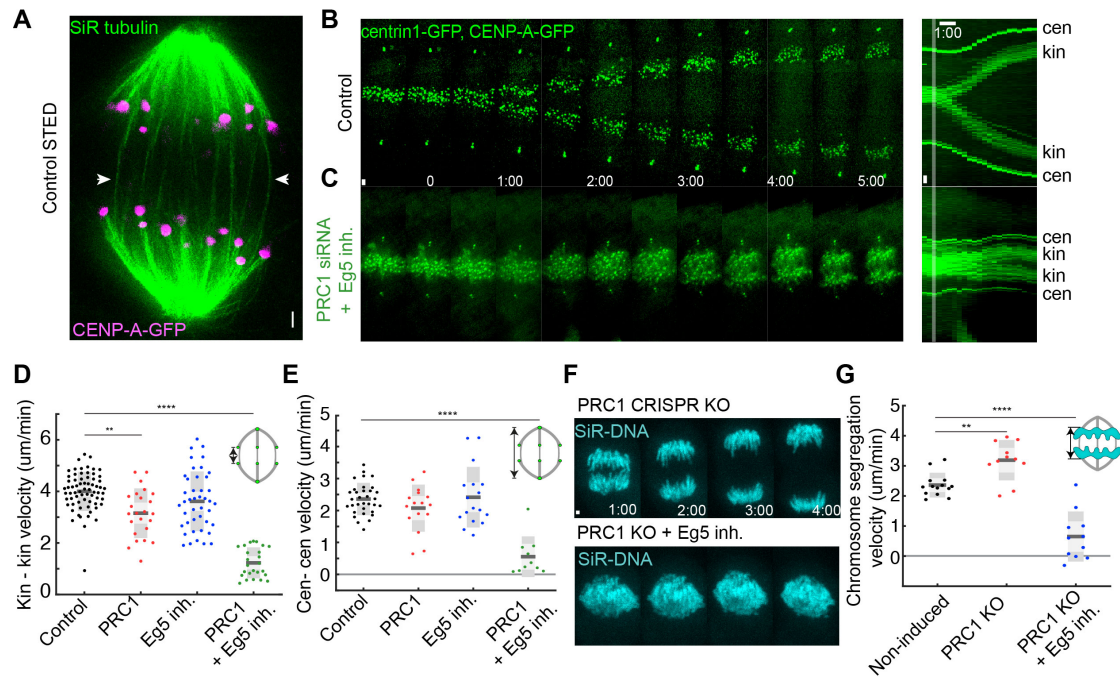 A
SiR tubulin
Control STED
CENP-A-GFP
B
centrin1-GFP, CENP-A-GFP
Control
1:00
cen
kin
kin
cen
C
0 1:00 2:00 3:00 4:00 5:00
PRC1 siRNA
+ Eg5 inh.
cen
kin
kin
cen
D
Kin - kin velocity (um/min)
6
4
2
0
****
**
Control
PRC1
Eg5 inh.
PRC1
+ Eg5 inh.
E
Cen- cen velocity (um/min)
5
4
3
2
1
0
****
Control
PRC1
Eg5 inh.
PRC1
+ Eg5 inh.
F
PRC1 CRISPR KO
SiR-DNA
1:00 2:00 3:00 4:00
PRC1 KO + Eg5 inh.
SiR-DNA
G
Chromosome segregation
velocity (um/min)
5
4
3
2
1
0
****
**
Non-induced
PRC1 KO
PRC1 KO
+ Eg5 inh.